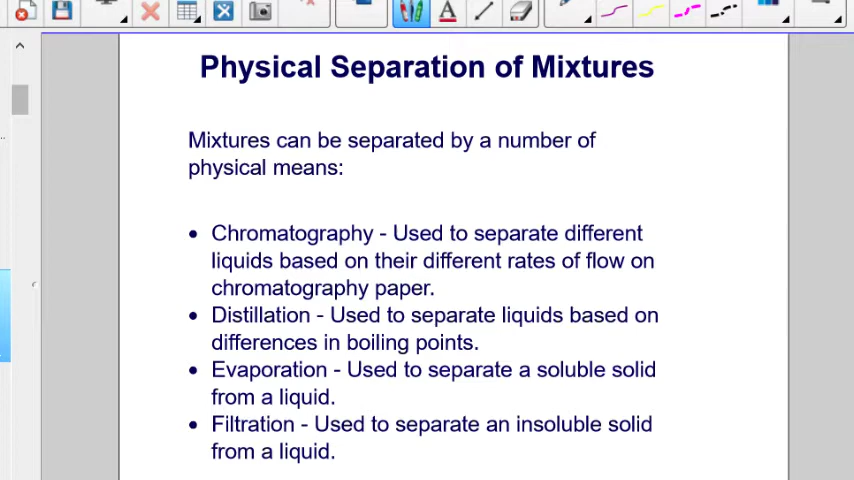 Physical Separation of Mixtures
Mixtures can be separated by a number of
physical means:
• Chromatography - Used to separate different
liquids based on their different rates of flow on
chromatography paper.
• Distillation - Used to separate liquids based on
differences in boiling points.
• Evaporation - Used to separate a soluble solid
from a liquid.
• Filtration - Used to separate an insoluble solid
from a liquid.